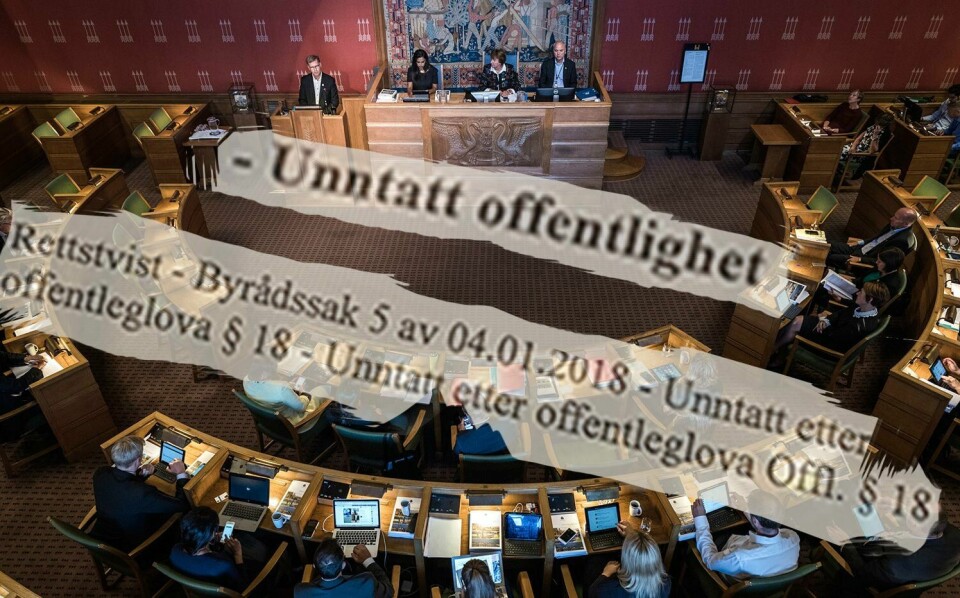 - Unntatt offentlighet
Rettstvist - Byrådssak 5 av 04.01.2018 - Unntatt etter
offentleglova § 18 - Unntatt etter offentleglova Offl. § 18